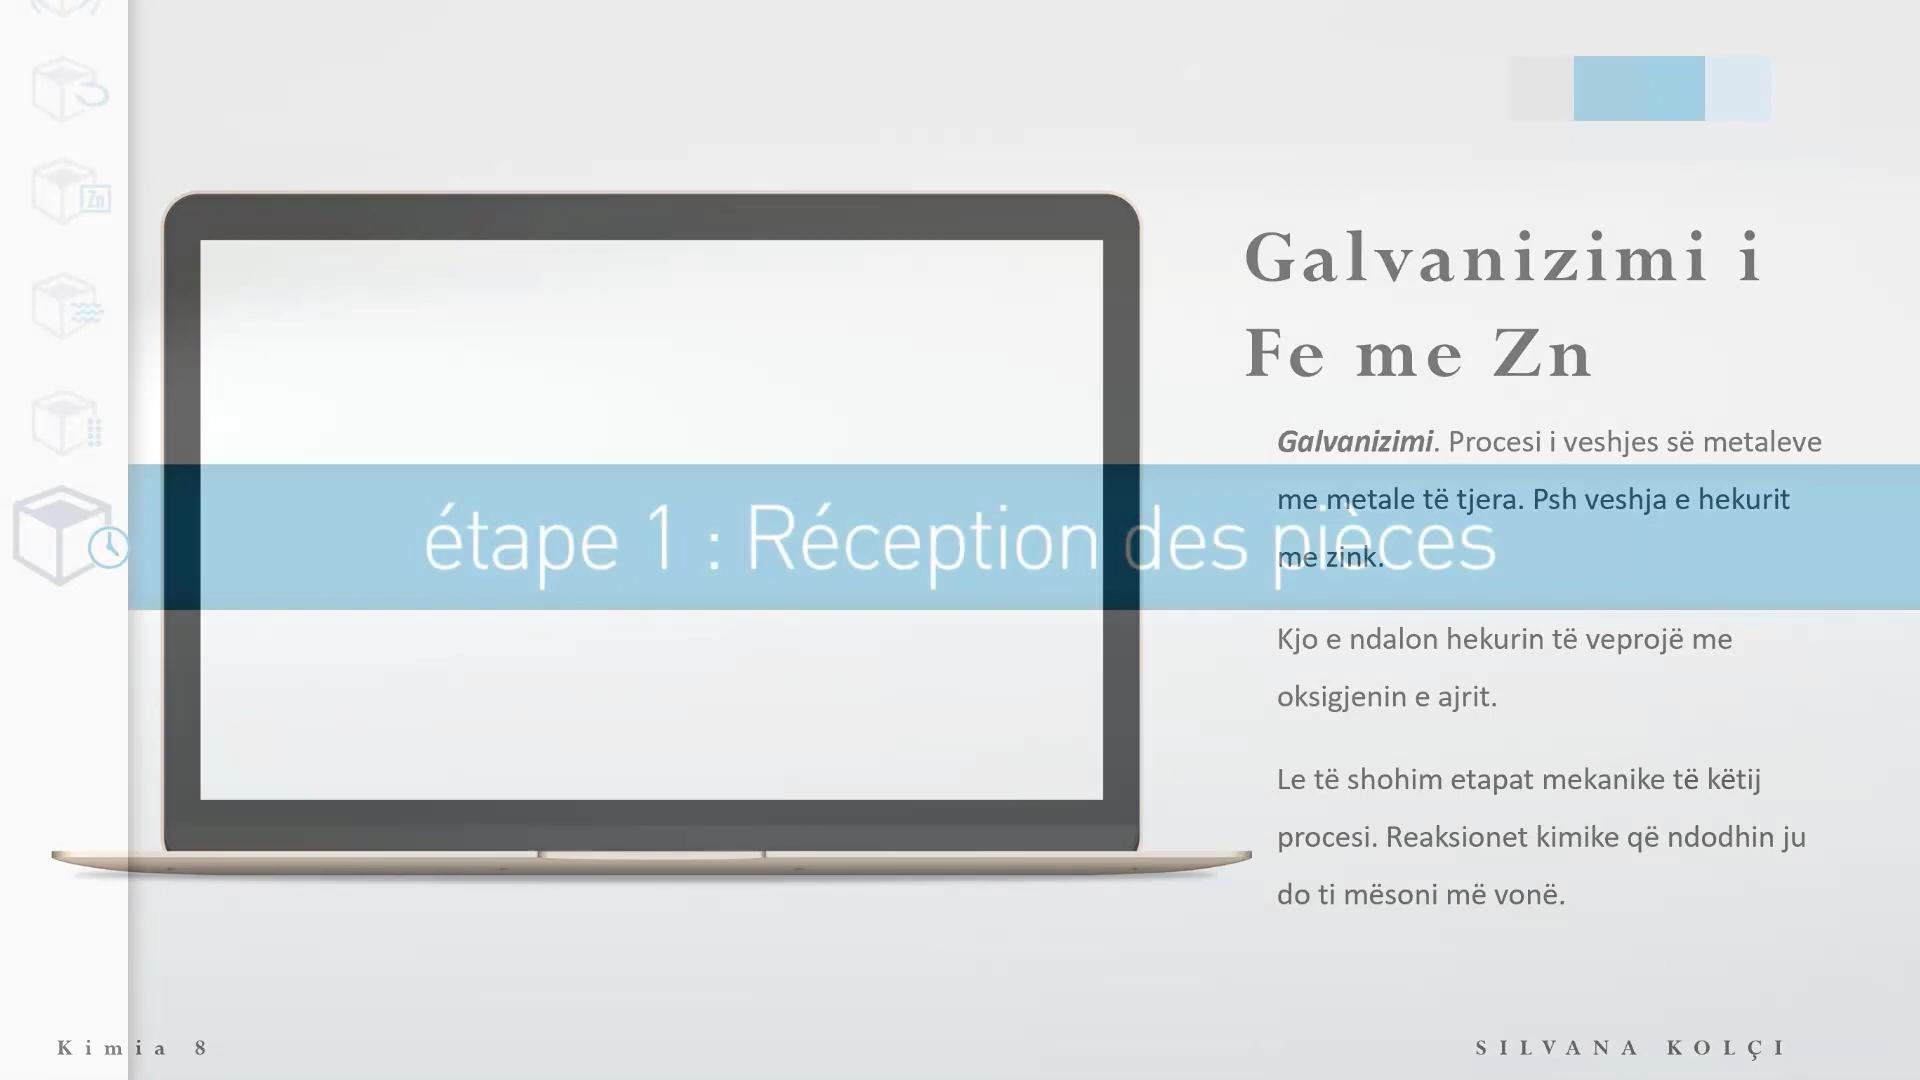 Zn
Galvanizimi i
Fe me Zn
Galvanizimi. Procesi i veshjes së metaleve
me metale të tjera. Psh veshja e hekurit
me zink.
étape 1 : Réception des pièces
Kjo e ndalon hekurin të veprojë me
oksigjenin e ajrit.
Le të shohim etapat mekanike të këtij
procesi. Reaksionet kimike që ndodhin ju
do ti mësoni më vonë.
Kimia 8
SILVANA KOLÇI